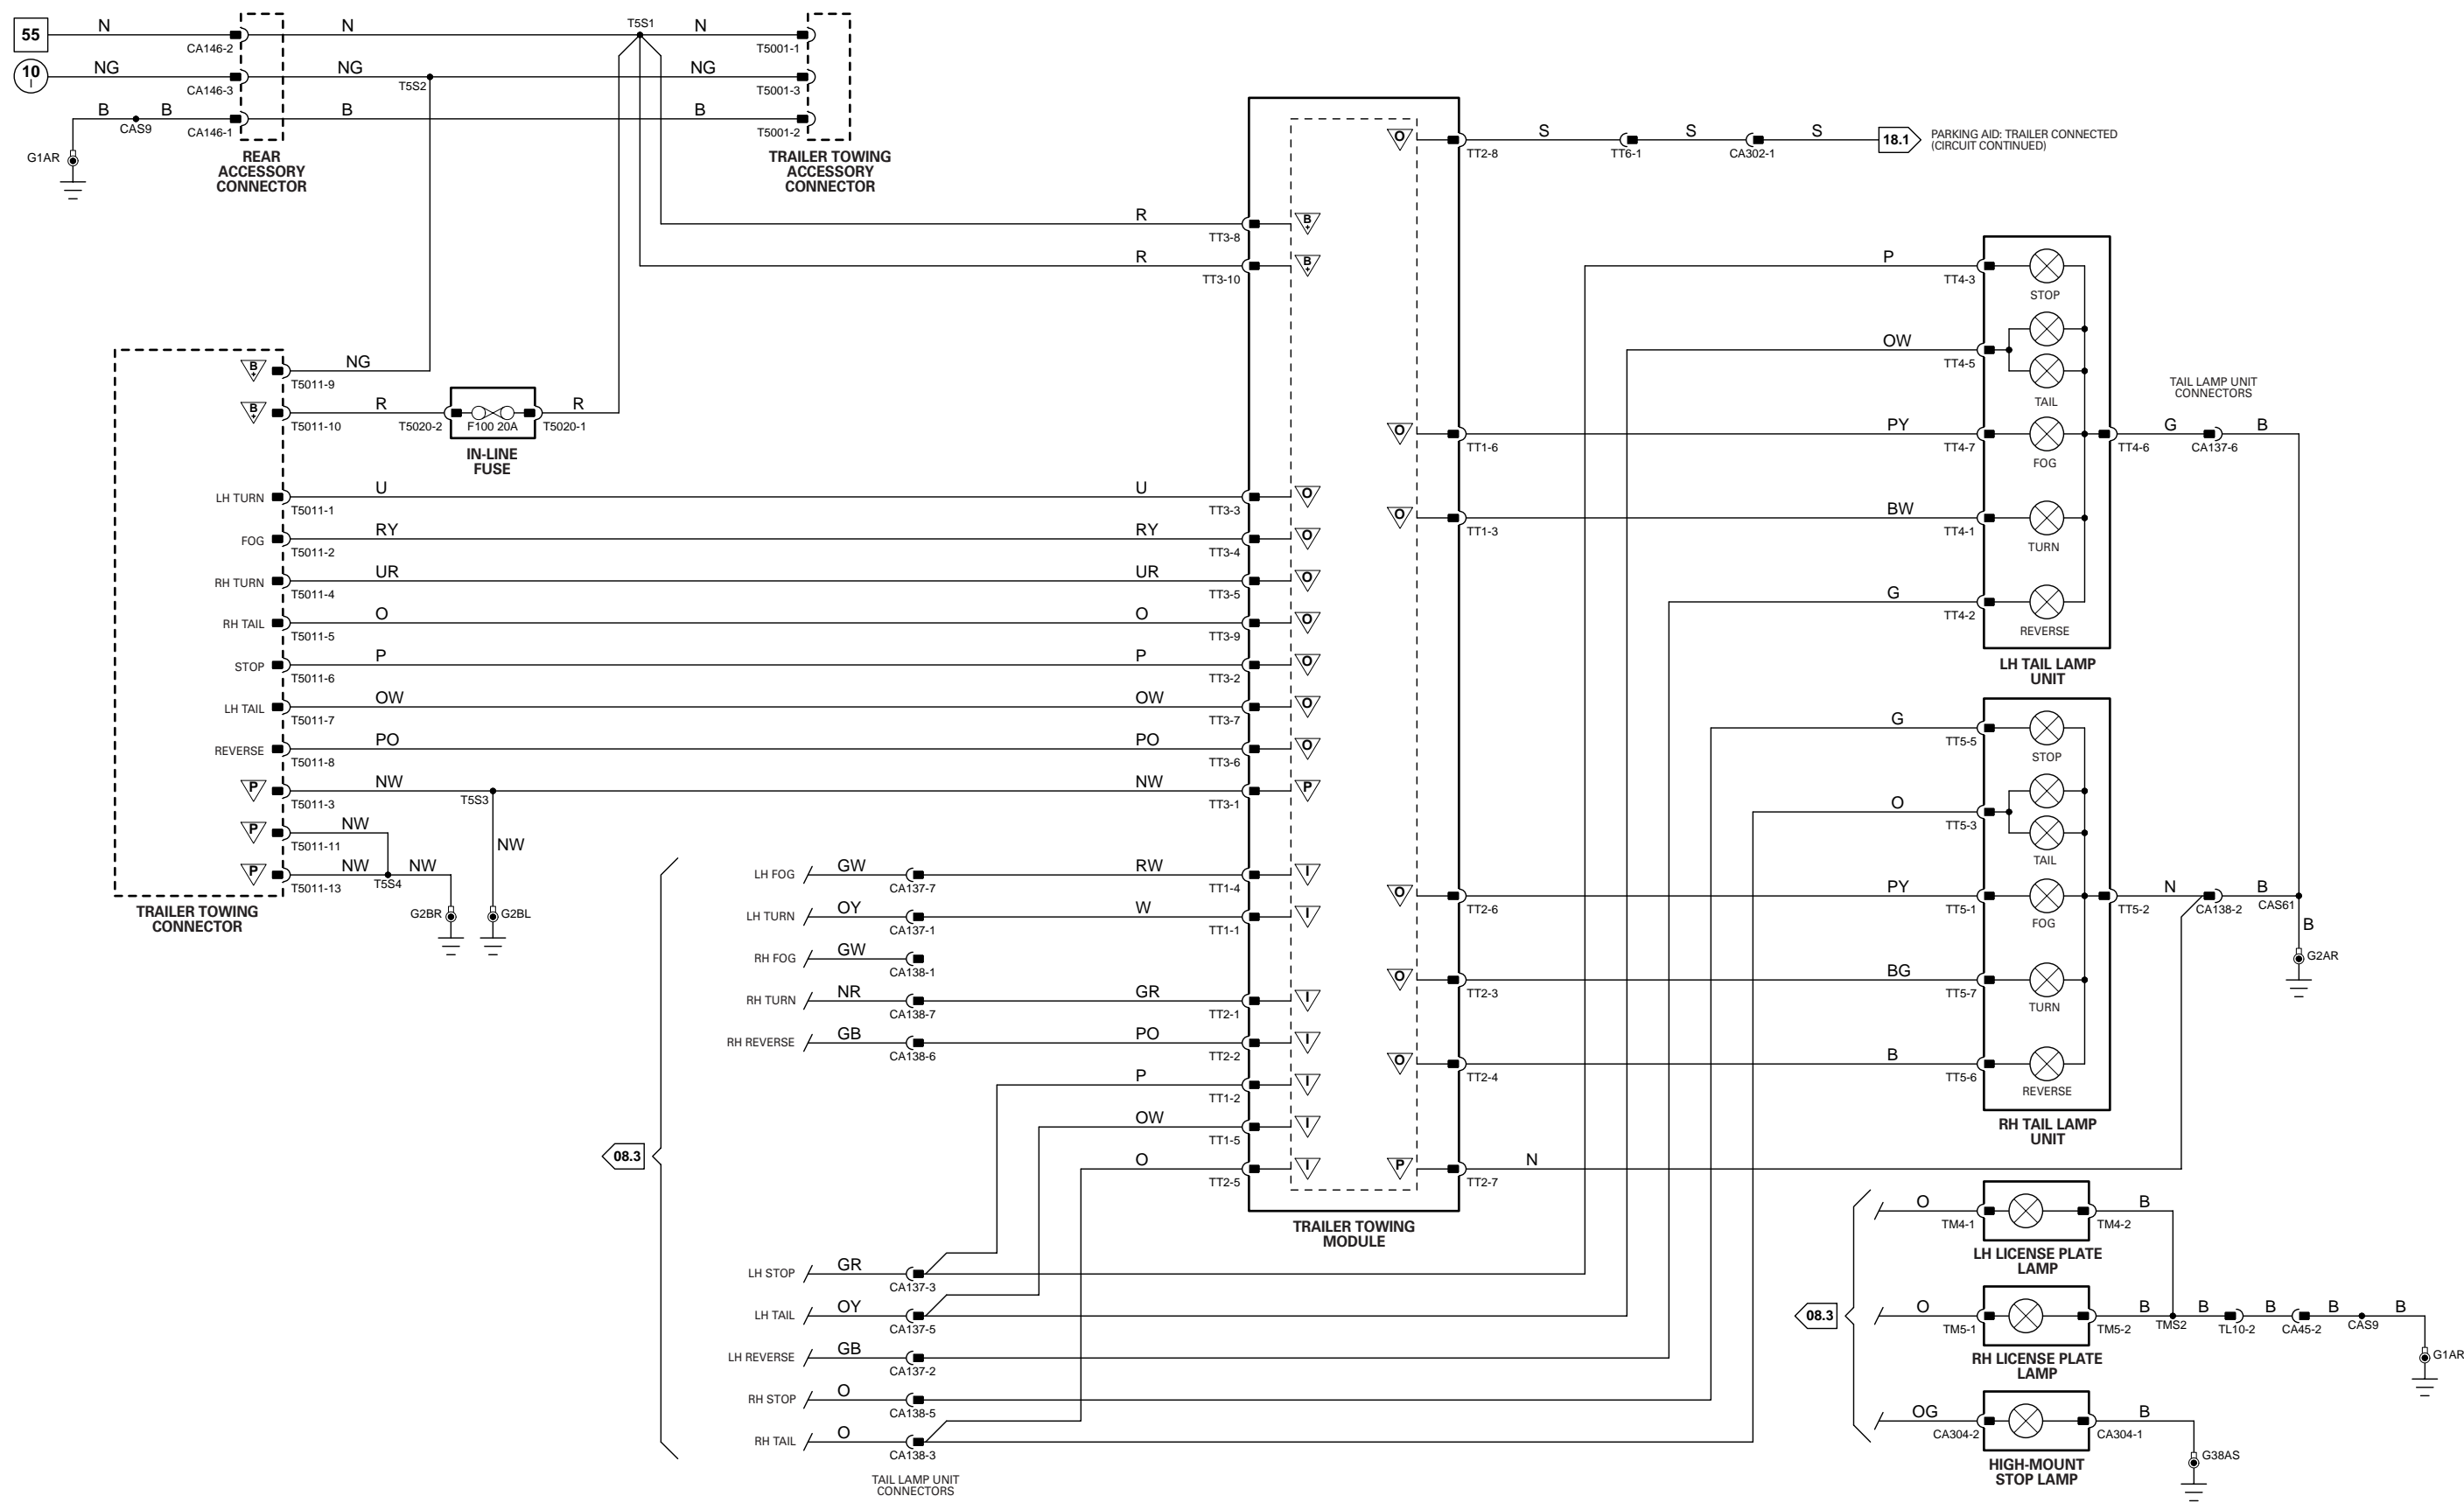 55
N
CA146-2
N
T5S1
N
T5001-1
10
I
NG
CA146-3
NG
T5S2
NG
T5001-3
B
CAS9
B
CA146-1
B
B
T5001-2
G1AR
REAR
ACCESSORY
CONNECTOR
TRAILER TOWING
ACCESSORY
CONNECTOR
O
TT2-8
S
TT6-1
S
CA302-1
S
18.1
PARKING AID: TRAILER CONNECTED
(CIRCUIT CONTINUED)
R
TT3-8
B
+
R
TT3-10
B
+
B
+
T5011-9
NG
B
+
T5011-10
R
T5020-2
F100 20A
T5020-1
R
IN-LINE
FUSE
LH TURN
T5011-1
U
U
TT3-3
O
FOG
T5011-2
RY
RY
TT3-4
O
RH TURN
T5011-4
UR
UR
TT3-5
O
RH TAIL
T5011-5
O
O
TT3-9
O
STOP
T5011-6
P
P
TT3-2
O
LH TAIL
T5011-7
OW
OW
TT3-7
O
REVERSE
T5011-8
PO
PO
TT3-6
O
P
T5011-3
NW
T5S3
NW
TT3-1
P
P
T5011-11
NW
NW
P
T5011-13
NW
T5S4
NW
G2BR
G2BL
TRAILER TOWING
CONNECTOR
08.3
LH FOG
GW
CA137-7
RW
TT1-4
I
LH TURN
OY
CA137-1
W
TT1-1
I
RH FOG
GW
CA138-1
RH TURN
NR
CA138-7
GR
TT2-1
I
RH REVERSE
GB
CA138-6
PO
TT2-2
I
P
TT1-2
I
OW
TT1-5
I
O
TT2-5
I
TRAILER TOWING
MODULE
LH STOP
GR
CA137-3
LH TAIL
OY
CA137-5
LH REVERSE
GB
CA137-2
RH STOP
O
CA138-5
RH TAIL
O
CA138-3
TAIL LAMP UNIT
CONNECTORS
P
TT4-3
STOP
OW
TT4-5
TAIL
O
TT1-6
PY
TT4-7
FOG
TT4-6
G
CA137-6
B
TAIL LAMP UNIT
CONNECTORS
O
TT1-3
BW
TT4-1
TURN
G
TT4-2
REVERSE
LH TAIL LAMP
UNIT
G
TT5-5
STOP
O
TT5-3
TAIL
O
TT2-6
PY
TT5-1
FOG
TT5-2
N
CA138-2
B
CAS61
B
G2AR
O
TT2-3
BG
TT5-7
TURN
O
TT2-4
B
TT5-6
REVERSE
RH TAIL LAMP
UNIT
P
TT2-7
N
08.3
O
TM4-1
TM4-2
B
LH LICENSE PLATE
LAMP
O
TM5-1
TM5-2
B
TMS2
B
TL10-2
B
CA45-2
B
CAS9
B
G1AR
RH LICENSE PLATE
LAMP
OG
CA304-2
CA304-1
B
G38AS
HIGH-MOUNT
STOP LAMP